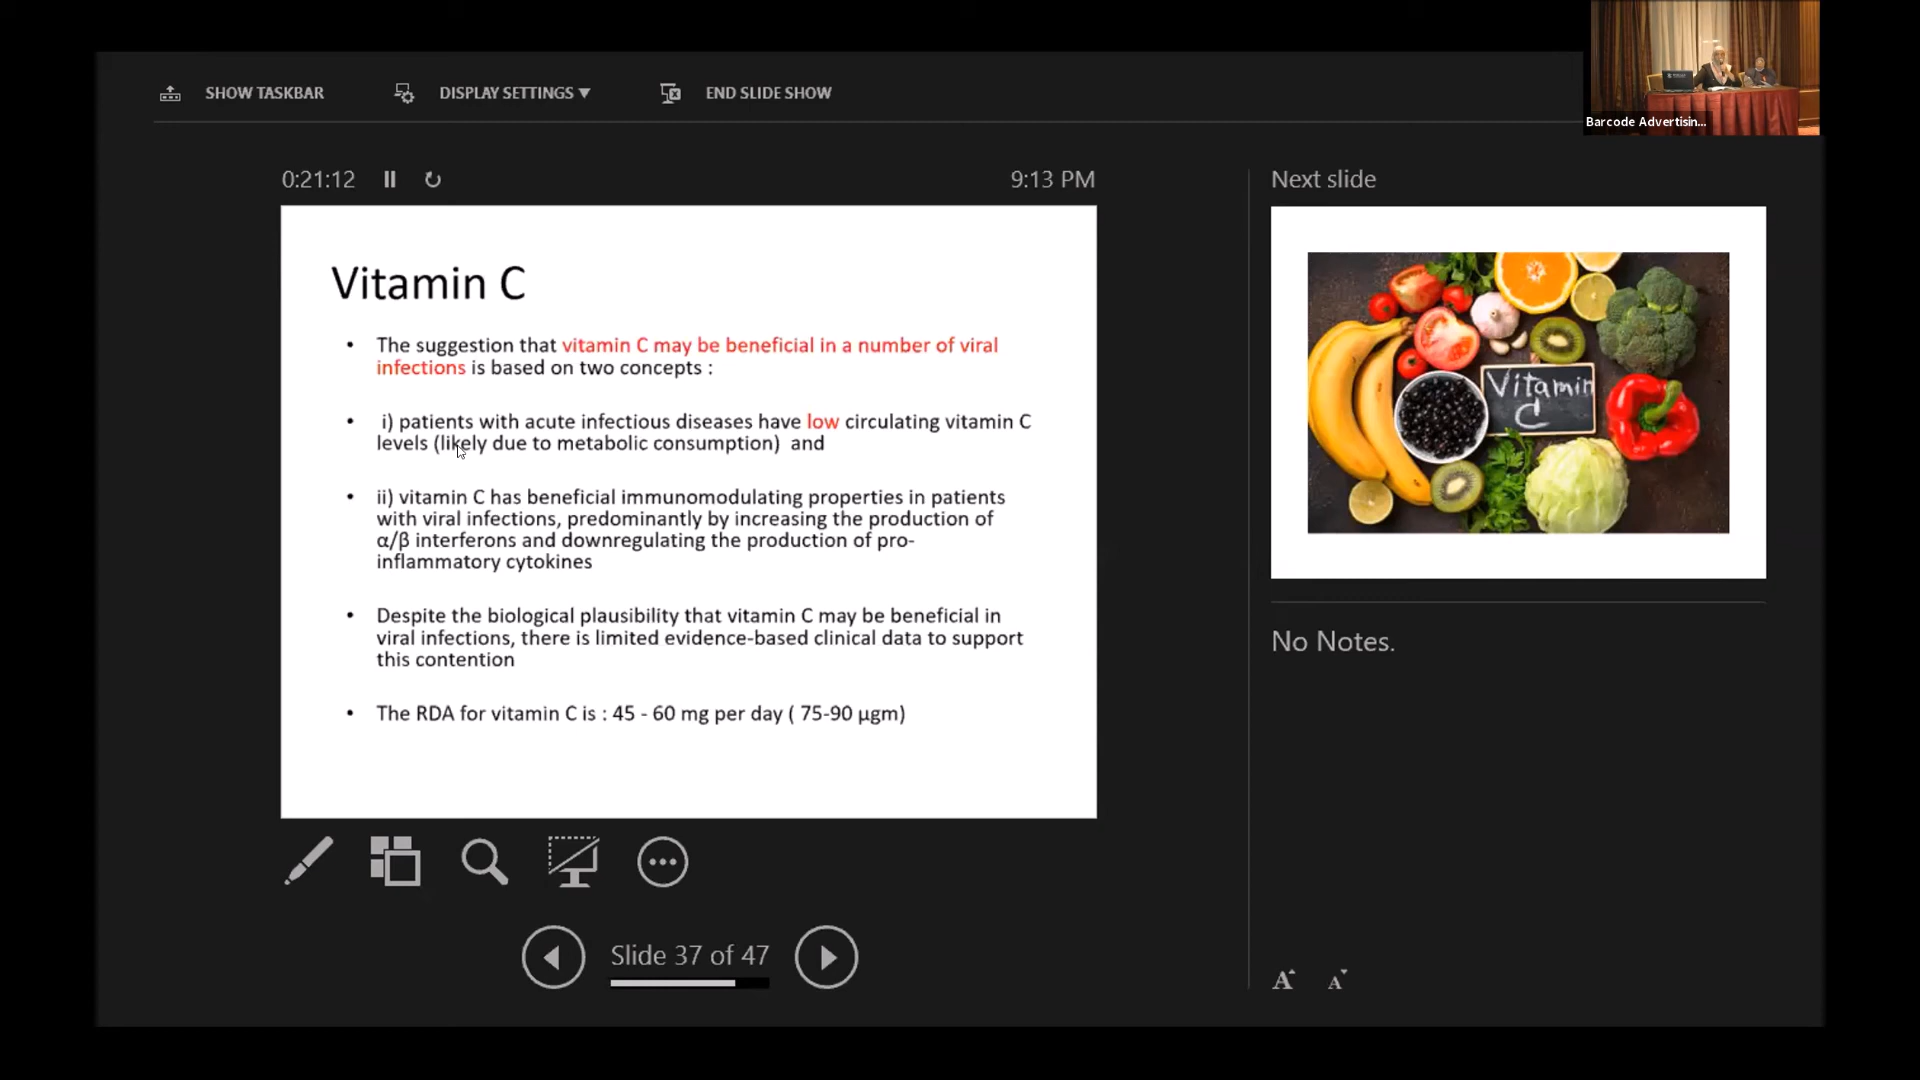 SHOW TASKBAR
DISPLAY SETTINGS ▼
END SLIDE SHOW
Barcode Advertisin...
0:21:12
9:13 PM
Next slide
Vitamin C
• The suggestion that vitamin C may be beneficial in a number of viral
infections is based on two concepts :
• i) patients with acute infectious diseases have low circulating vitamin C
levels (likely due to metabolic consumption) and
• ii) vitamin C has beneficial immunomodulating properties in patients
with viral infections, predominantly by increasing the production of
α/β interferons and downregulating the production of pro-
inflammatory cytokines
• Despite the biological plausibility that vitamin C may be beneficial in
viral infections, there is limited evidence-based clinical data to support
this contention
• The RDA for vitamin C is : 45 - 60 mg per day ( 75-90 µgm)
Vitamin
C
No Notes.
Slide 37 of 47
A A